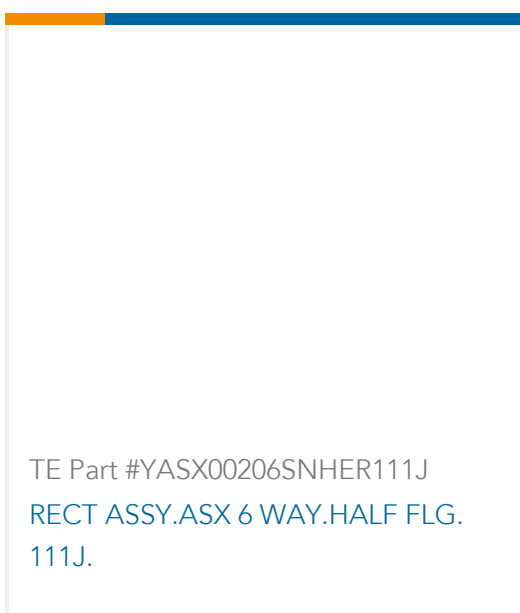 TE Part #YASX00206SNHER111J
RECT ASSY.ASX 6 WAY.HALF FLG.
111J.